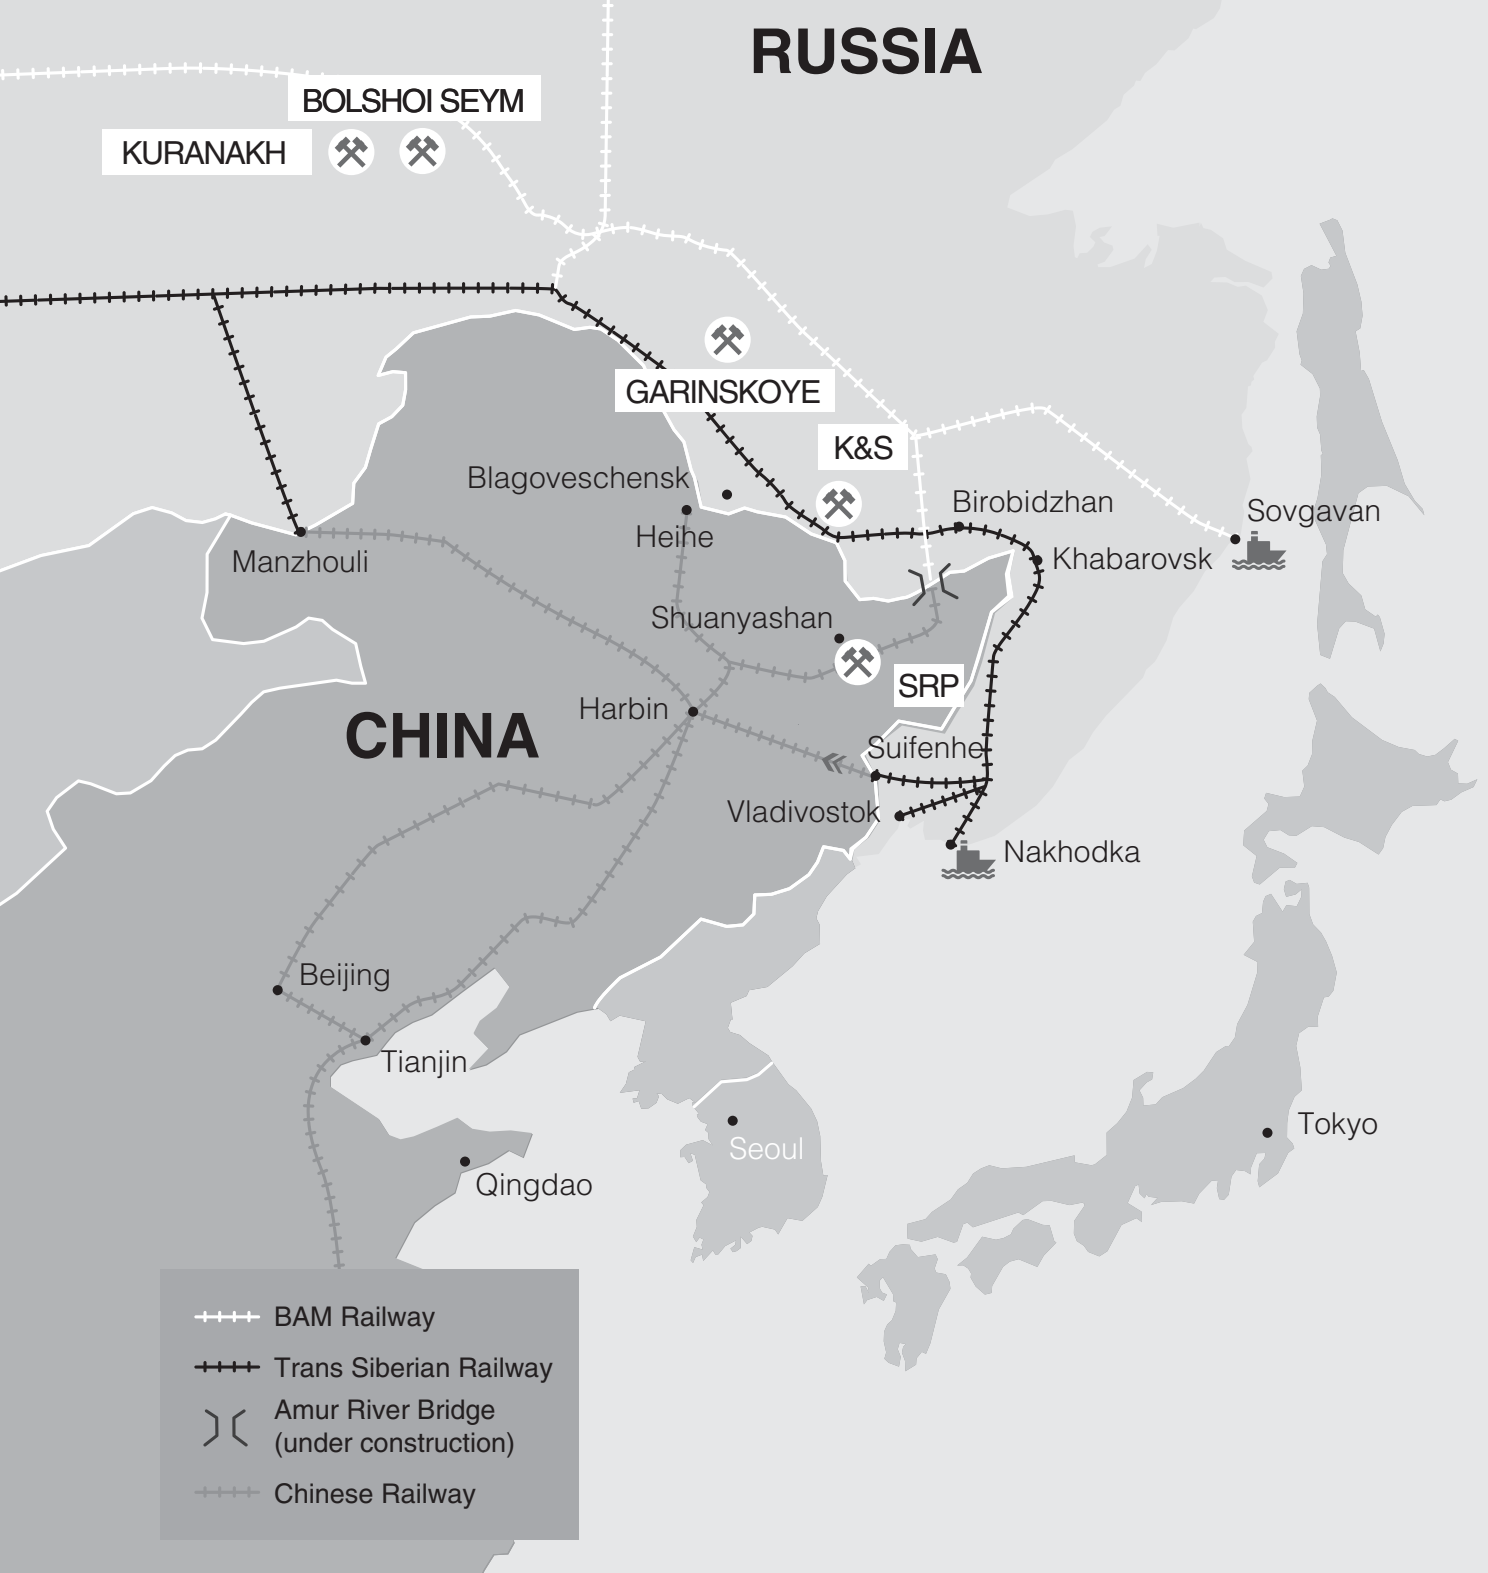 RUSSIA
BOLSHOI SEYM
KURANAKH
GARINSKOYE
K&S
Blagoveschensk
Birobidzhan
Sovgavan
Heihe
Manzhouli
Khabarovsk
Shuanyashan
SRP
Harbin
CHINA
Suifenhe
Vladivostok
Nakhodka
Beijing
Tianjin
Tokyo
Seoul
Qingdao
BAM Railway
Trans Siberian Railway
Amur River Bridge
(under construction)
Chinese Railway